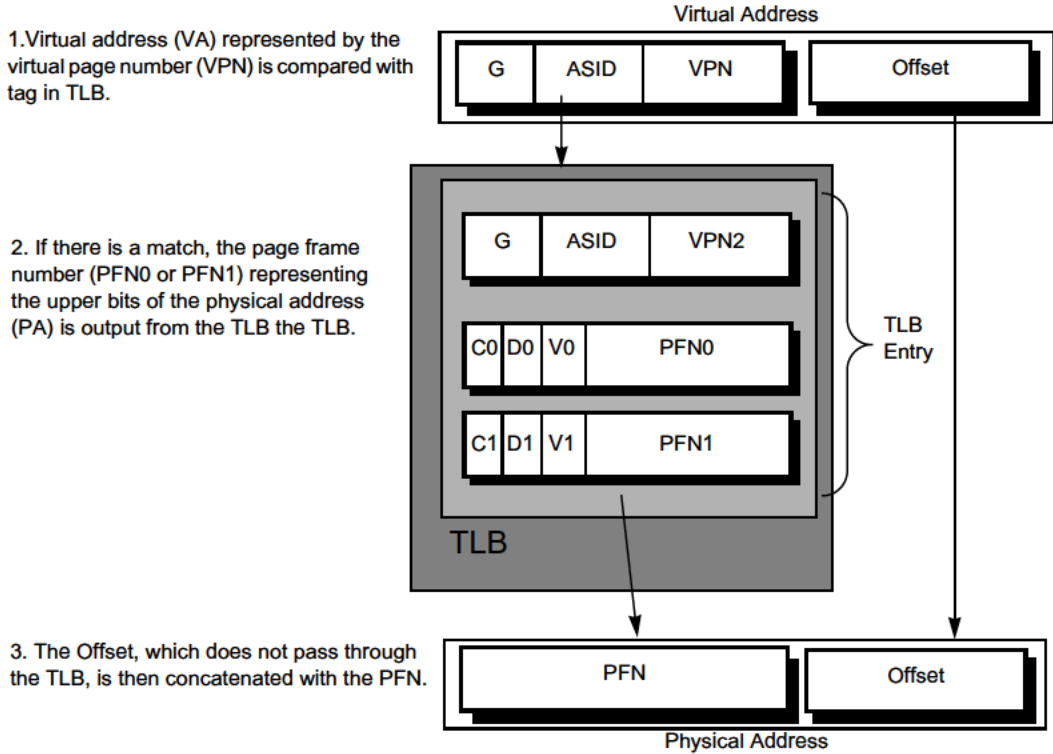 Virtual Address
1.Virtual address (VA) represented by the
virtual page number (VPN) is compared with
tag in TLB.
G ASID VPN Offset
G ASID VPN2
2. If there is a match, the page frame
number (PFN0 or PFN1) representing
the upper bits of the physical address
(PA) is output from the TLB the TLB.
C0 D0 V0 PFN0
TLB
Entry
C1 D1 V1 PFN1
TLB
3. The Offset, which does not pass through
the TLB, is then concatenated with the PFN.
PFN Offset
Physical Address